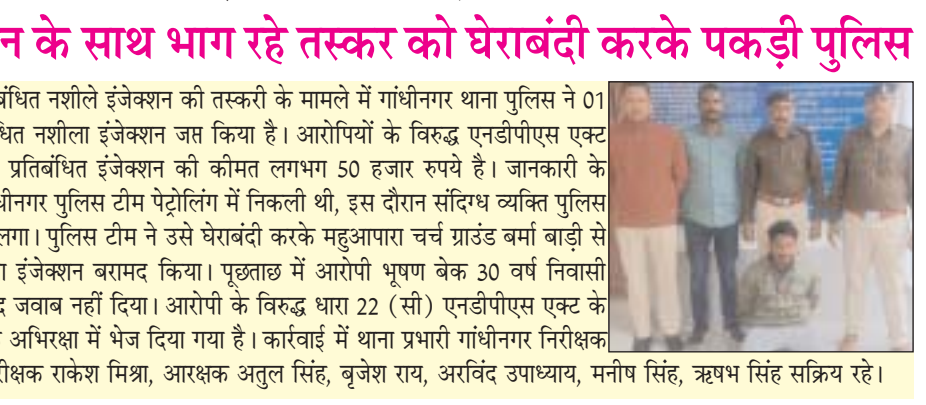 न के साथ भाग रहे तस्कर को घेराबंदी करके पकड़ी पुलिस
बंधित नशीले इंजेक्शन की तस्करी के मामले में गांधीनगर थाना पुलिस ने 01
धित नशीला इंजेक्शन जप्त किया है। आरोपियों के विरुद्ध एनडीपीएस एक्ट
प्रतिबंधित इंजेक्शन की कीमत लगभग 50 हजार रुपये है। जानकारी के
धीनगर पुलिस टीम पेट्रोलिंग में निकली थी, इस दौरान संदिग्ध व्यक्ति पुलिस
लगा। पुलिस टीम ने उसे घेराबंदी करके महुआपारा चर्च ग्राउंड बर्मा बाड़ी से
ा इंजेक्शन बरामद किया। पूछताछ में आरोपी भूषण बेक 30 वर्ष निवासी
द जवाब नहीं दिया। आरोपी के विरुद्ध धारा 22 (सी) एनडीपीएस एक्ट के
अभिरक्षा में भेज दिया गया है। कार्रवाई में थाना प्रभारी गांधीनगर निरीक्षक
रीक्षक राकेश मिश्रा, आरक्षक अतुल सिंह, बृजेश राय, अरविंद उपाध्याय, मनीष सिंह, ऋषभ सिंह सक्रिय रहे।